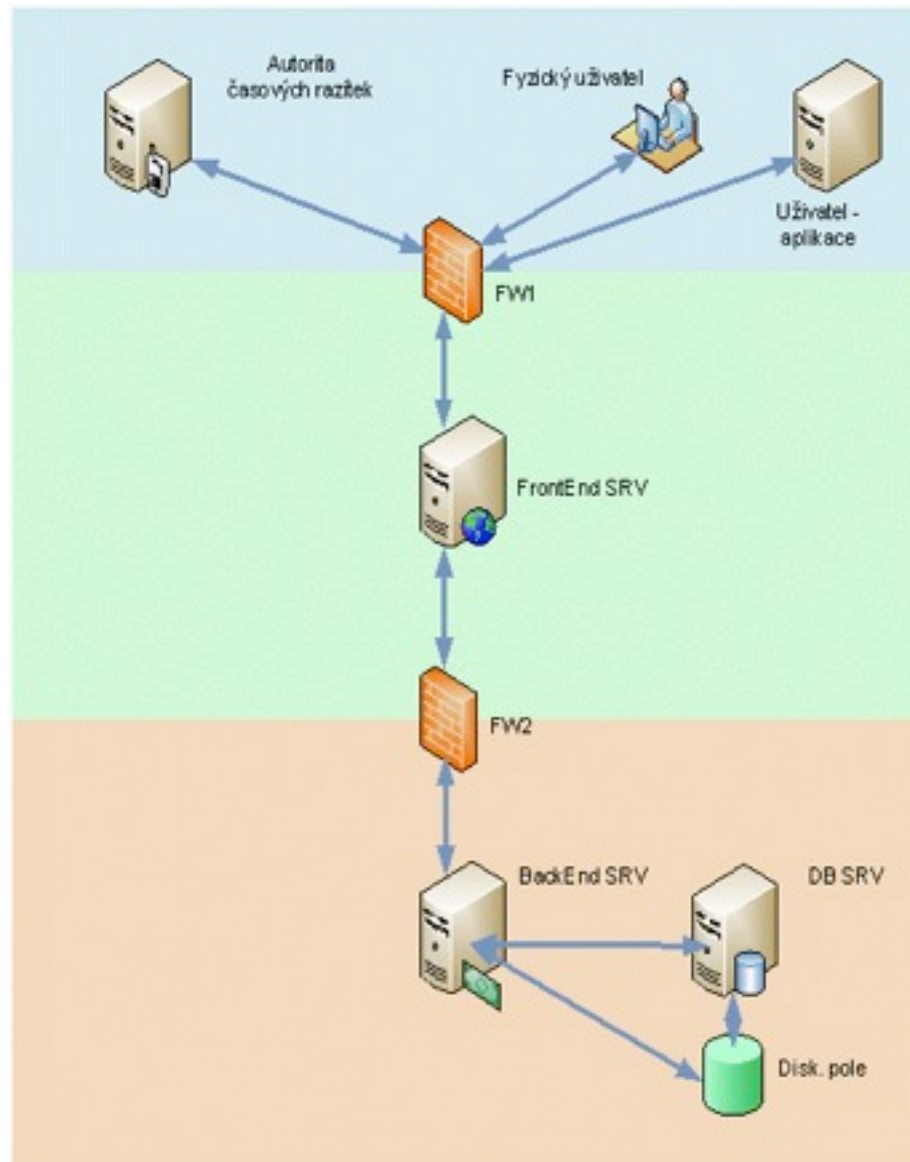 Autorita
časových razítek
Fyzický uživatel
Uživatel -
aplikace
FW1
FrontEnd SRV
FW2
BackEnd SRV
DB SRV
Disk. pole